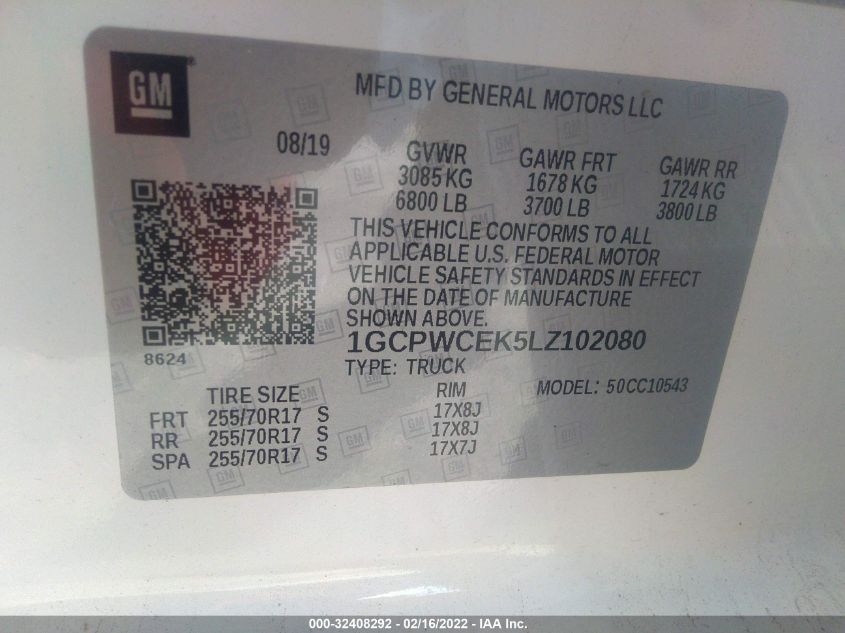 GM
MFD BY GENERAL MOTORS LLC
08/19
GVWR GAWR FRT GAWR RR
3085 KG 1678 KG 1724 KG
6800 LB 3700 LB 3800 LB
THIS VEHICLE CONFORMS TO ALL
APPLICABLE U.S. FEDERAL MOTOR
VEHICLE SAFETY STANDARDS IN EFFECT
ON THE DATE OF MANUFACTURE
SHOWN ABOVE.
8624
1GCPWCEK5LZ102080
TYPE: TRUCK
MODEL: 50CC10543
TIRE SIZE RIM
FRT 255/70R17 S 17X8J
RR 255/70R17 S 17X8J
SPA 255/70R17 S 17X7J
000-32408292 - 02/16/2022 - IAA Inc.